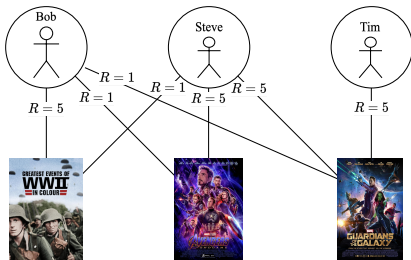 Bob
Steve
Tim
R = 1
R = 1
R = 5
R = 5
R = 1
R = 5
R = 5
GREATEST EVENTS OF
WWII
IN COLOUR
GUARDIANS
OF THE
GALAXY